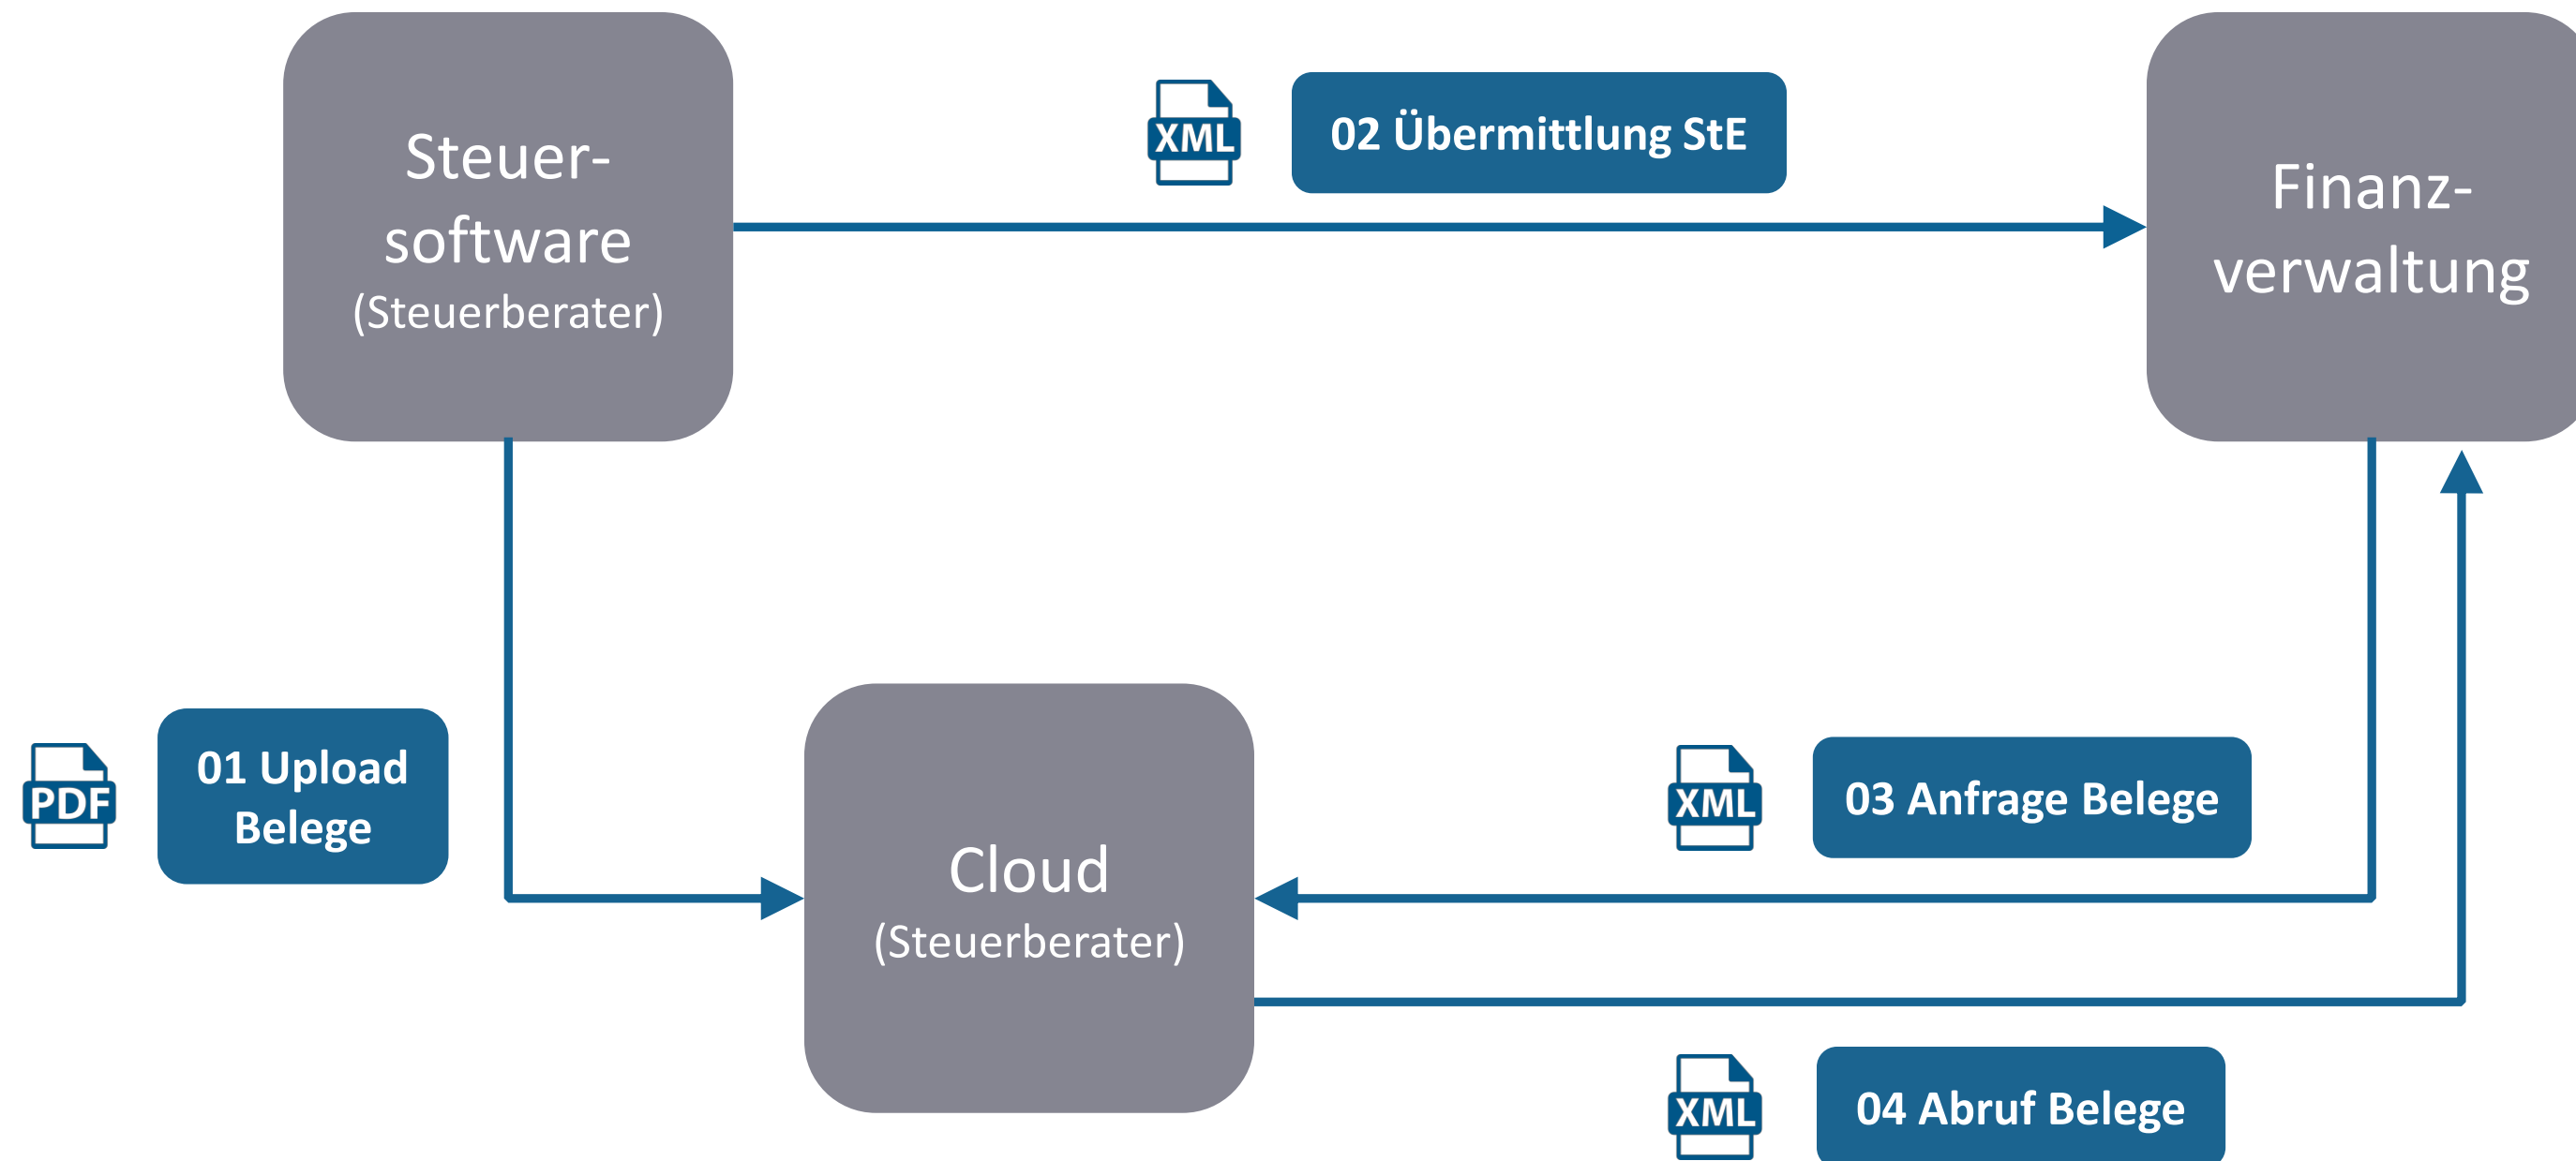 Steuer-
software
(Steuerberater)
XML
02 Übermittlung StE
Finanz-
verwaltung
PDF
01 Upload
Belege
Cloud
(Steuerberater)
XML
03 Anfrage Belege
XML
04 Abruf Belege